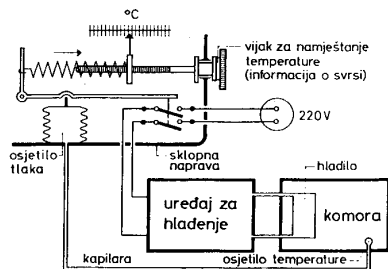 °C
vijak za namještanje
temperature
(informacija o svrsi)
220V
osjetilo
tlaka
sklopna
naprava
hladilo
uređaj za
hlađenje
komora
kapilara
osjetilo temperature